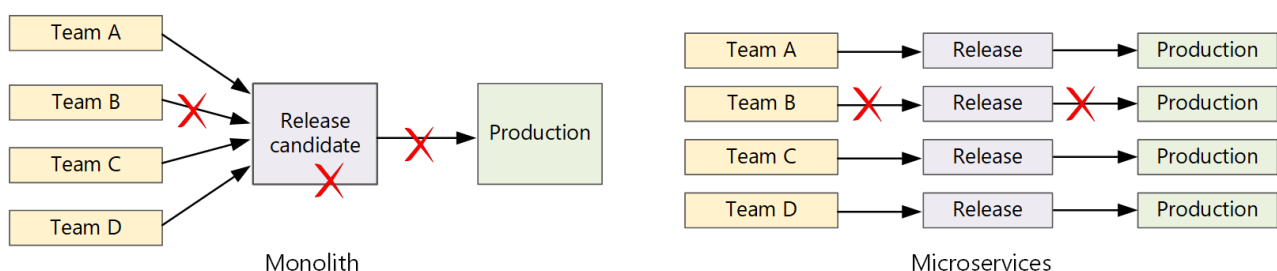 Team A
Team B
Team C
Team D
Release
candidate
Production
Monolith
Team A
Release
Production
Team B
Release
Production
Team C
Release
Production
Team D
Release
Production
Microservices